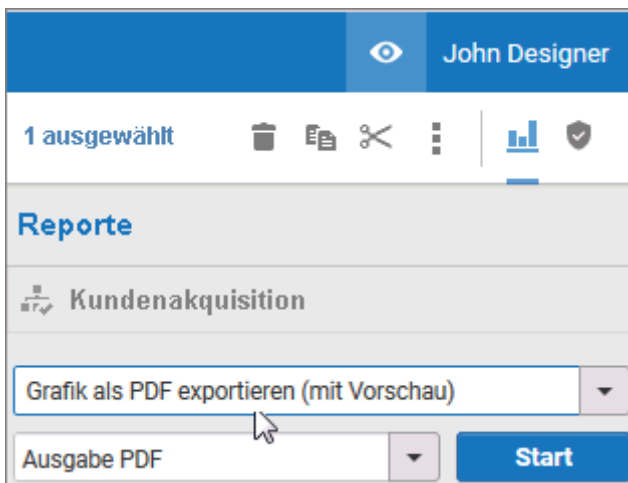 John Designer
1 ausgewählt
Reporte
Kundenakquisition
Grafik als PDF exportieren (mit Vorschau)
Ausgabe PDF
Start